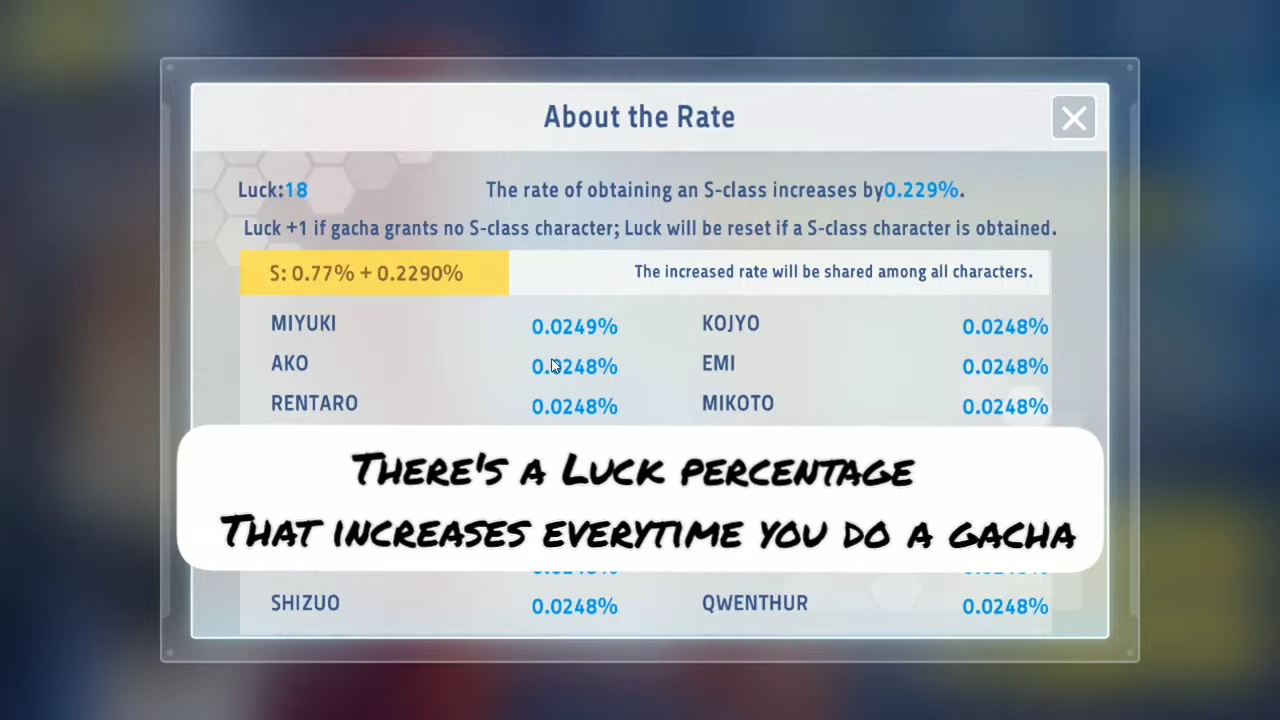 About the Rate
Luck:18 The rate of obtaining an S-class increases by0.229%.
Luck +1 if gacha grants no S-class character; Luck will be reset if a S-class character is obtained.
S: 0.77% + 0.2290% The increased rate will be shared among all characters.
MIYUKI 0.0249% KOJYO 0.0248%
AKO 0.0248% EMI 0.0248%
RENTARO 0.0248% MIKOTO 0.0248%
There's a Luck percentage
That increases everytime you do a gacha
SHIZUO 0.0248% QWENTHUR 0.0248%